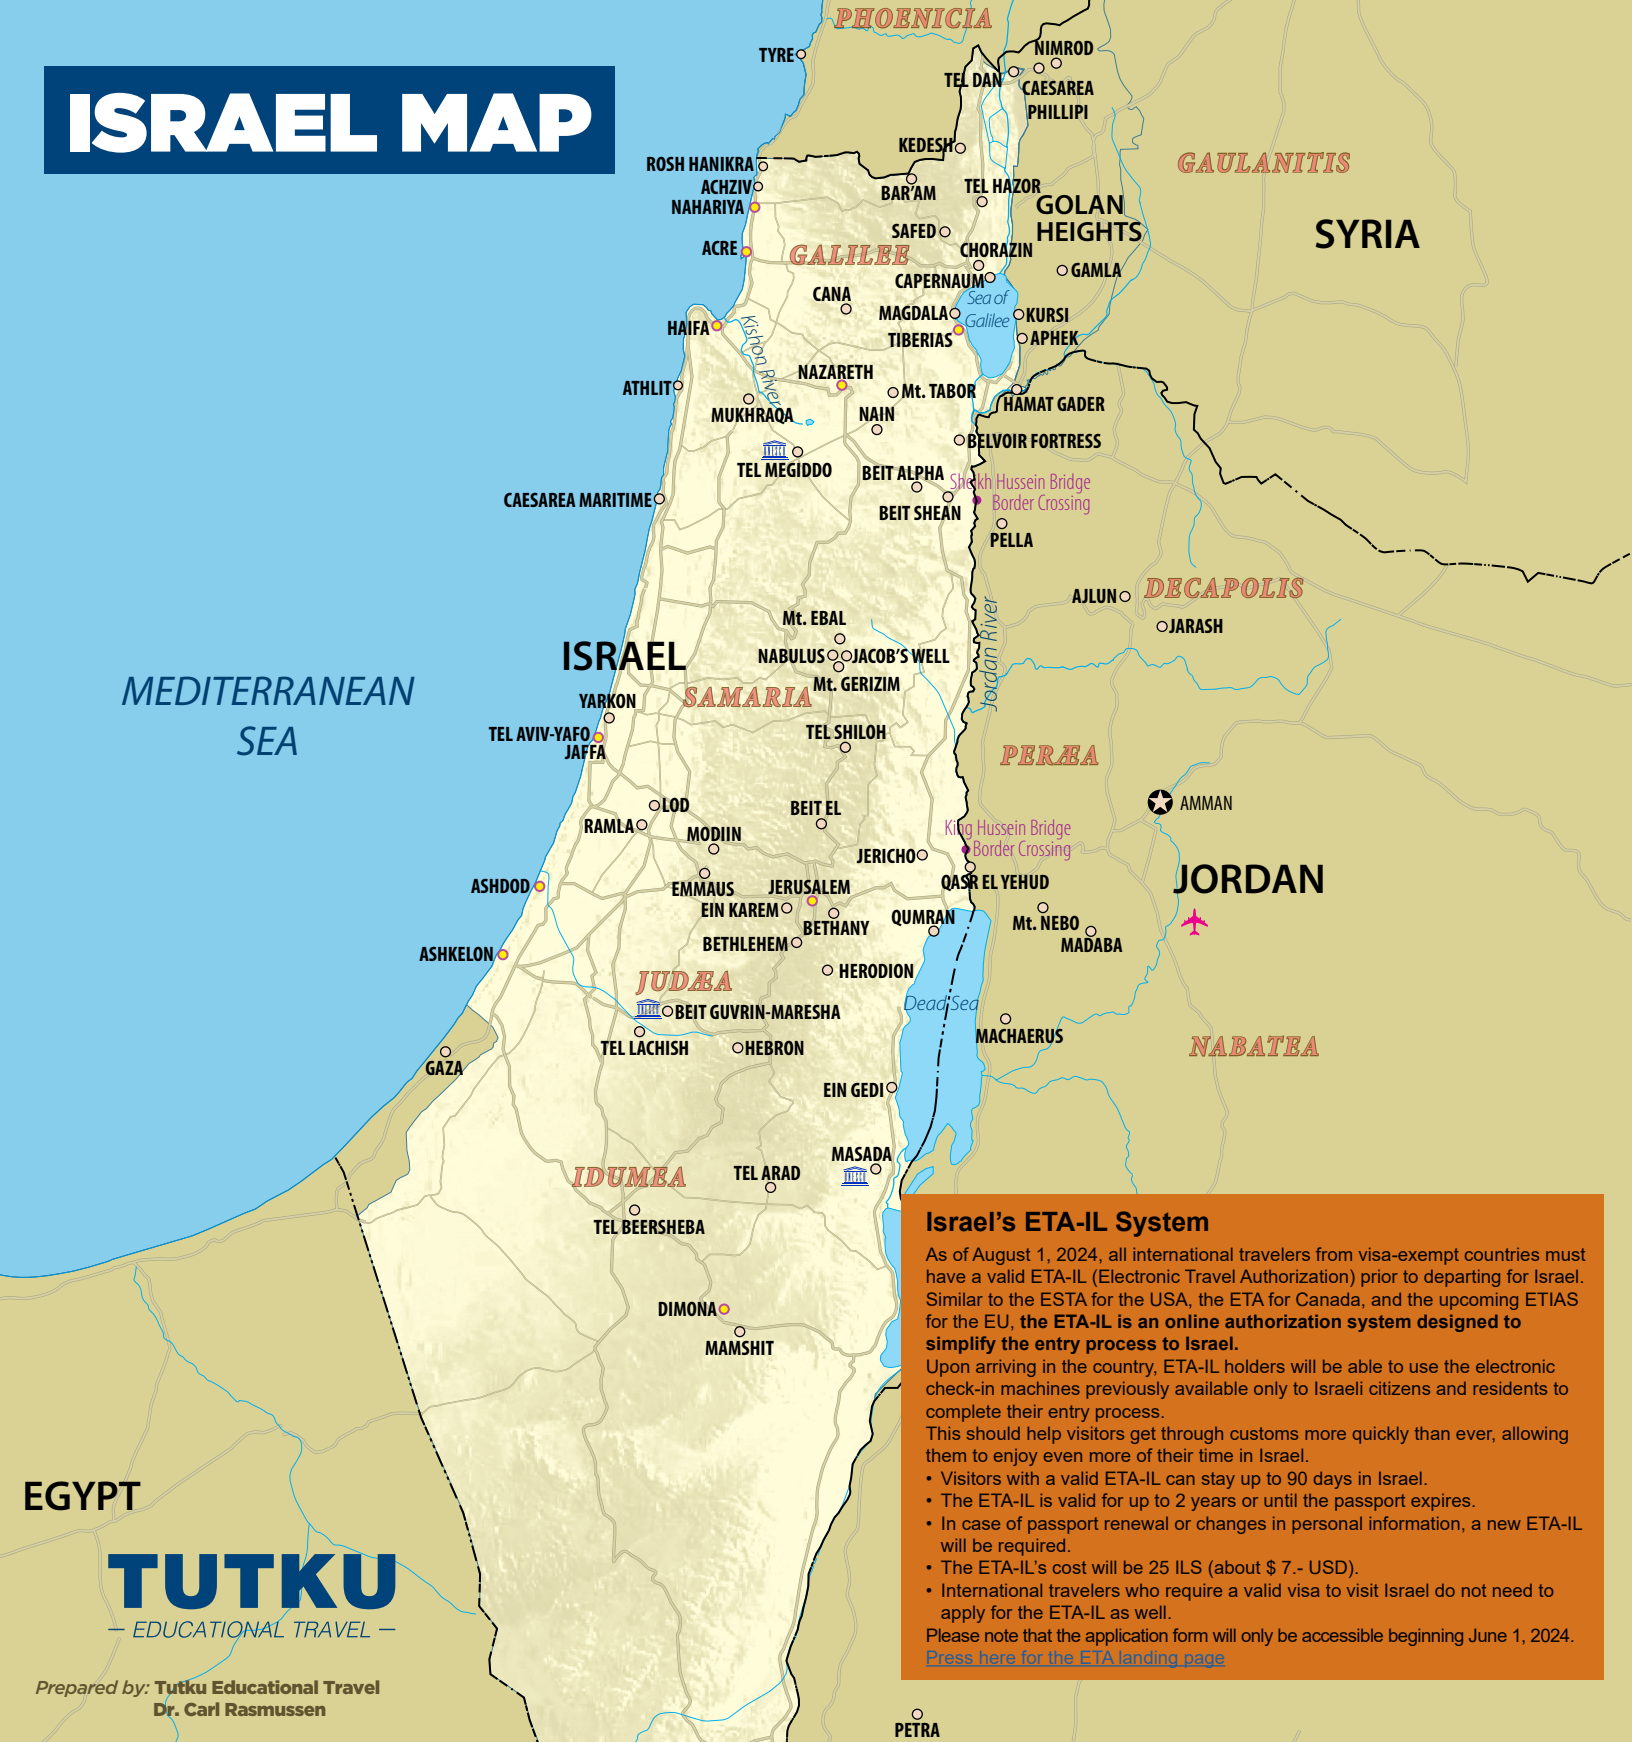 PHOENICIA
TYRE
NIMROD
TEL DAN
CAESAREA
PHILLIPI
ISRAEL MAP
KEDESH
ROSH HANIKRA
ACHZIV
NAHARIYA
BAR'AM
TEL HAZOR
GAULANITIS
GOLAN
HEIGHTS
SYRIA
SAFED
ACRE
GALILEE
CHORAZIN
CAPERNAUM
GAMLA
CANA
Sea of
Galilee
MAGDALA
KURSI
HAIFA
Kishon River
TIBERIAS
APHEK
NAZARETH
ATHLIT
Mt. TABOR
HAMAT GADER
MUKHRAQA
NAIN
BELVOIR FORTRESS
UNESCO
TEL MEGIDDO
BEIT ALPHA
Sheikh Hussein Bridge
Border Crossing
CAESAREA MARITIME
BEIT SHEAN
PELLA
AJLUN
DECAPOLIS
JARASH
Mt. EBAL
Jordan River
ISRAEL
NABULUS
JACOB'S WELL
Mt. GERIZIM
MEDITERRANEAN
SEA
SAMARIA
YARKON
TEL AVIV-YAFO
JAFFA
TEL SHILOH
PERÆA
AMMAN
LOD
BEIT EL
RAMLA
MODIIN
King Hussein Bridge
Border Crossing
JERICHO
JORDAN
ASHDOD
EMMAUS
JERUSALEM
QASR EL YEHUD
EIN KAREM
QUMRAN
Mt. NEBO
BETHANY
BETHLEHEM
MADABA
ASHKELON
HERODION
JUDÆA
Dead Sea
UNESCO
BEIT GUVRIN-MARESHA
MACHAERUS
TEL LACHISH
HEBRON
NABATEA
GAZA
EIN GEDI
MASADA
UNESCO
IDUMEA
TEL ARAD
TEL BEERSHEBA
DIMONA
MAMSHIT
Israel's ETA-IL System
As of August 1, 2024, all international travelers from visa-exempt countries must
have a valid ETA-IL (Electronic Travel Authorization) prior to departing for Israel.
Similar to the ESTA for the USA, the ETA for Canada, and the upcoming ETIAS
for the EU, the ETA-IL is an online authorization system designed to
simplify the entry process to Israel.
Upon arriving in the country, ETA-IL holders will be able to use the electronic
check-in machines previously available only to Israeli citizens and residents to
complete their entry process.
This should help visitors get through customs more quickly than ever, allowing
them to enjoy even more of their time in Israel.
• Visitors with a valid ETA-IL can stay up to 90 days in Israel.
• The ETA-IL is valid for up to 2 years or until the passport expires.
• In case of passport renewal or changes in personal information, a new ETA-IL
will be required.
• The ETA-IL's cost will be 25 ILS (about $ 7.- USD).
• International travelers who require a valid visa to visit Israel do not need to
apply for the ETA-IL as well.
Please note that the application form will only be accessible beginning June 1, 2024.
Press here for the ETA landing page
EGYPT
TUTKU
— EDUCATIONAL TRAVEL —
Prepared by: Tutku Educational Travel
Dr. Carl Rasmussen
PETRA